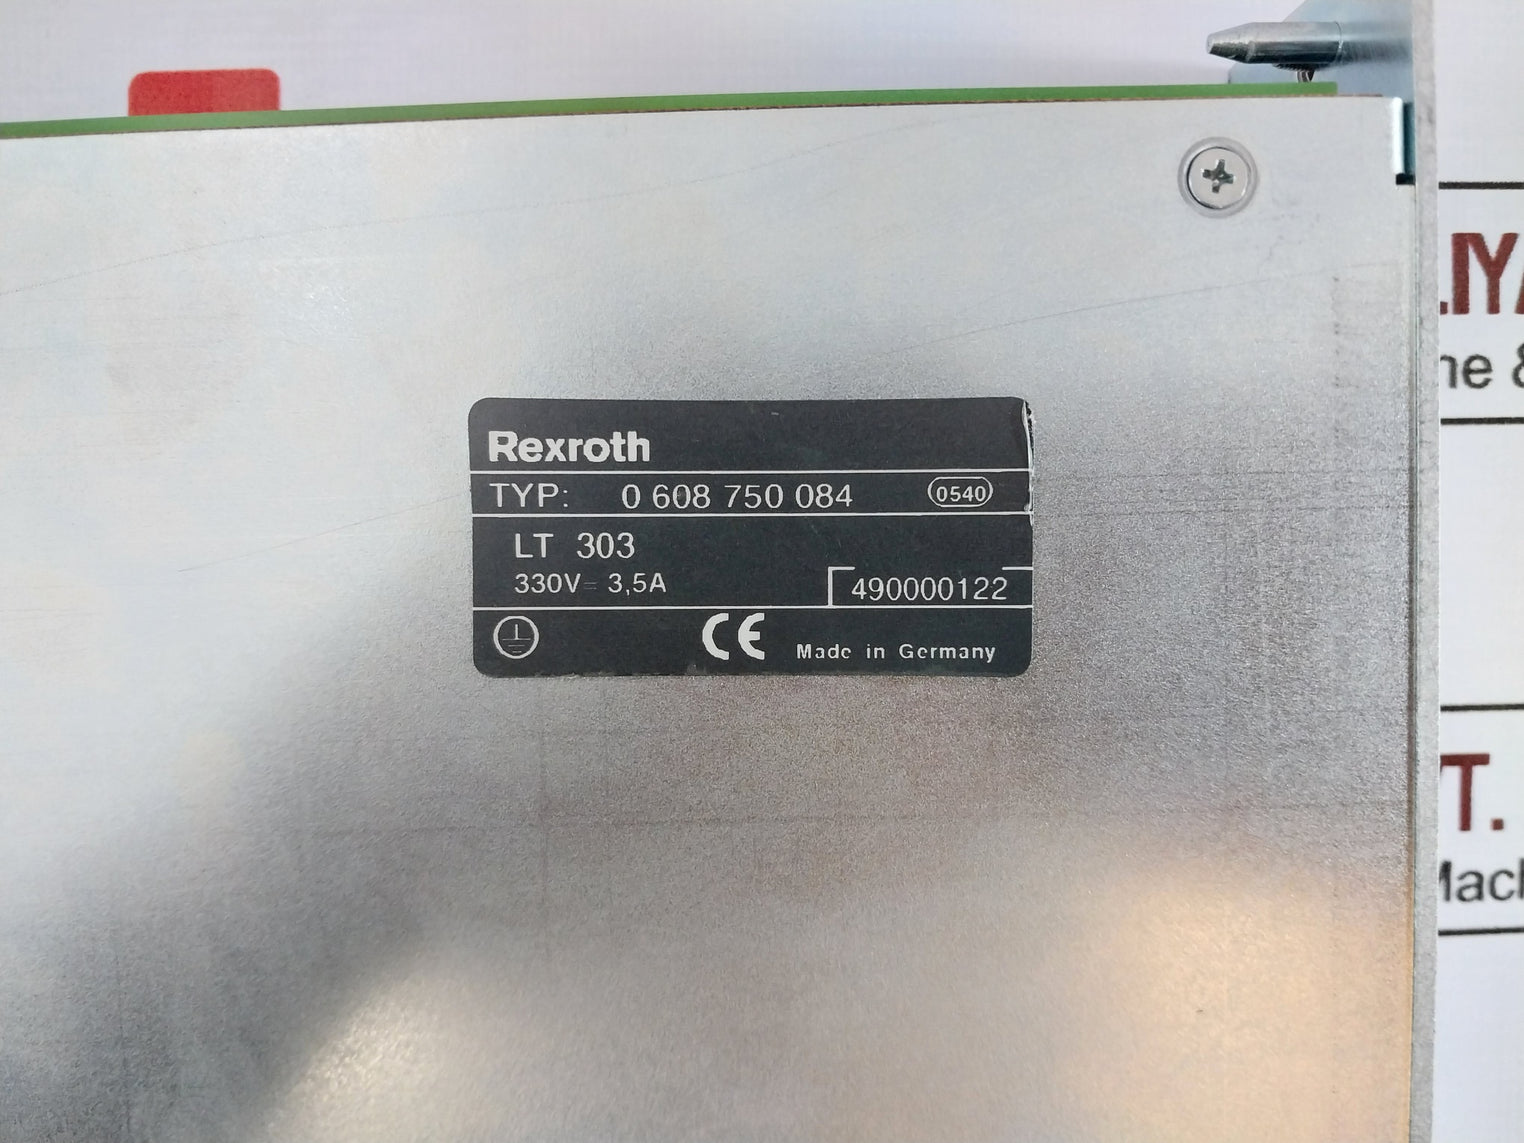 Rexroth
TYP: 0 608 750 084 0540
LT 303
330V= 3,5A
490000122
CE Made in Germany
T.